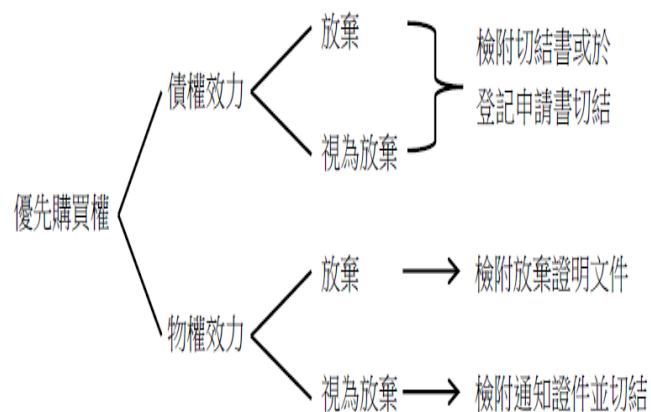 優先購買權
債權效力
放棄
視為放棄
檢附切結書或於
登記申請書切結
物權效力
放棄
檢附放棄證明文件
視為放棄
檢附通知證件並切結